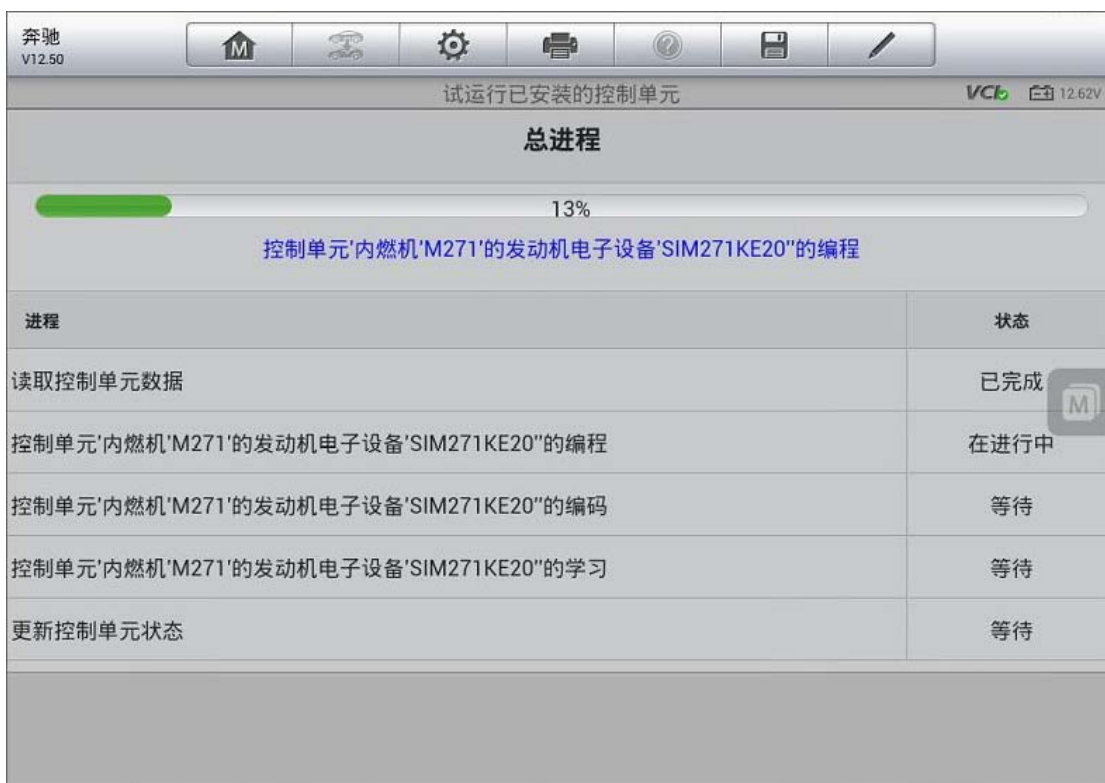 奔驰
V12.50
M
试运行已安装的控制单元
VCI
12.62V
总进程
13%
控制单元'内燃机'M271'的发动机电子设备'SIM271KE20''的编程
进程
状态
读取控制单元数据
已完成
M
控制单元'内燃机'M271'的发动机电子设备'SIM271KE20''的编程
在进行中
控制单元'内燃机'M271'的发动机电子设备'SIM271KE20''的编码
等待
控制单元'内燃机'M271'的发动机电子设备'SIM271KE20''的学习
等待
更新控制单元状态
等待